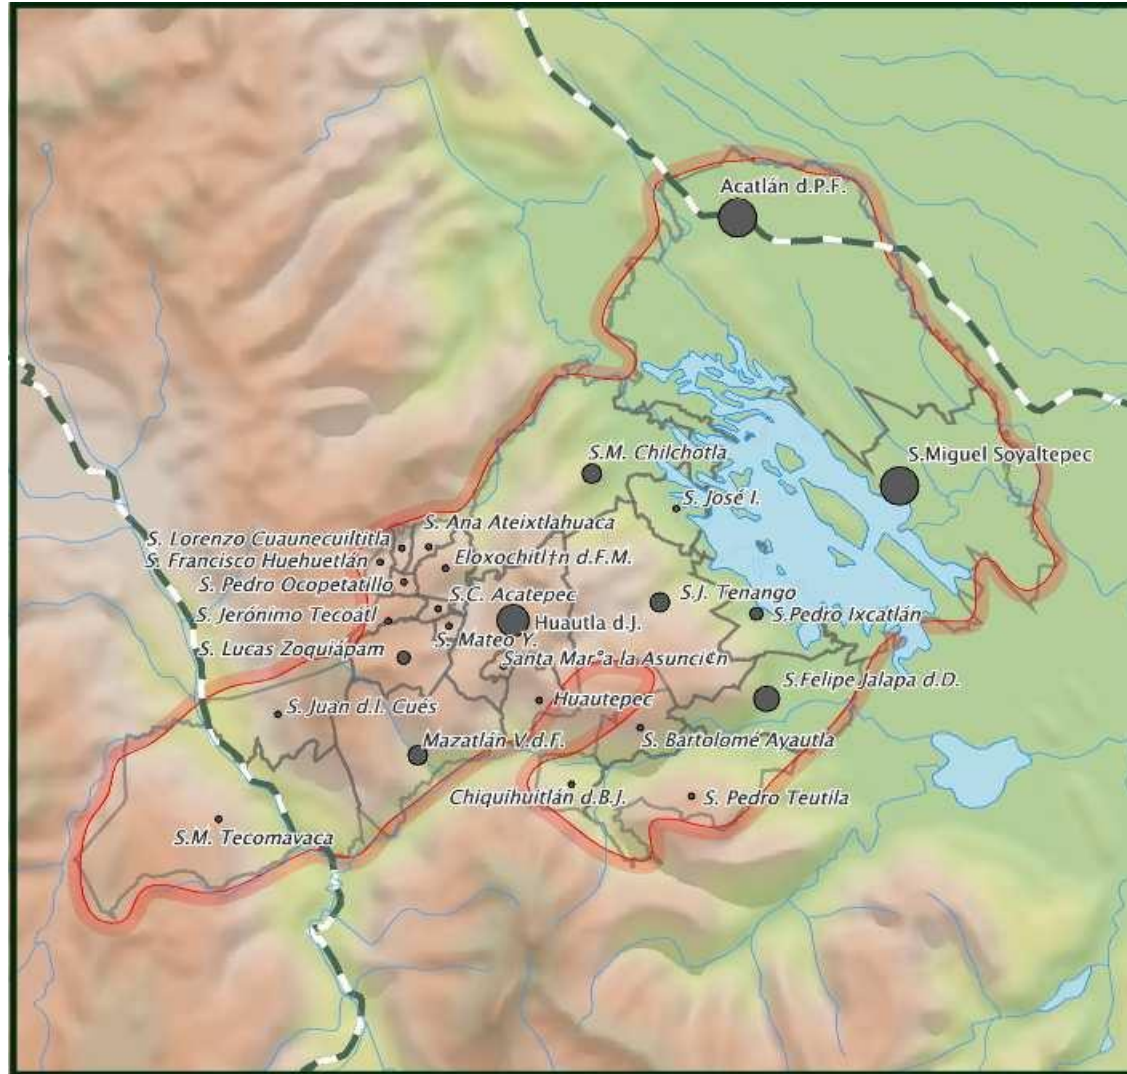 Acatlán d.P.F.
S.M. Chilchotla
S.Miguel Soyaltepec
S. José I.
S. Ana Ateixtlahuaca
S. Lorenzo Cuaunecuiltitla
S. Francisco Huehuetlán
Eloxochitl†n d.F.M.
S. Pedro Ocopetatillo
S.C. Acatepec
S.J. Tenango
S. Jerónimo Tecoátl
Huautla d.J.
S.Pedro Ixcatlán
S. Mateo Y.
S. Lucas Zoquiápam
Santa Mar°a la Asunci¢n
S.Felipe Jalapa d.D.
S. Juan d.l. Cués
Huautepec
Mazatlán V.d.F.
S. Bartolomé Ayautla
Chiquihuitlán d.B.J.
S. Pedro Teutila
S.M. Tecomavaca